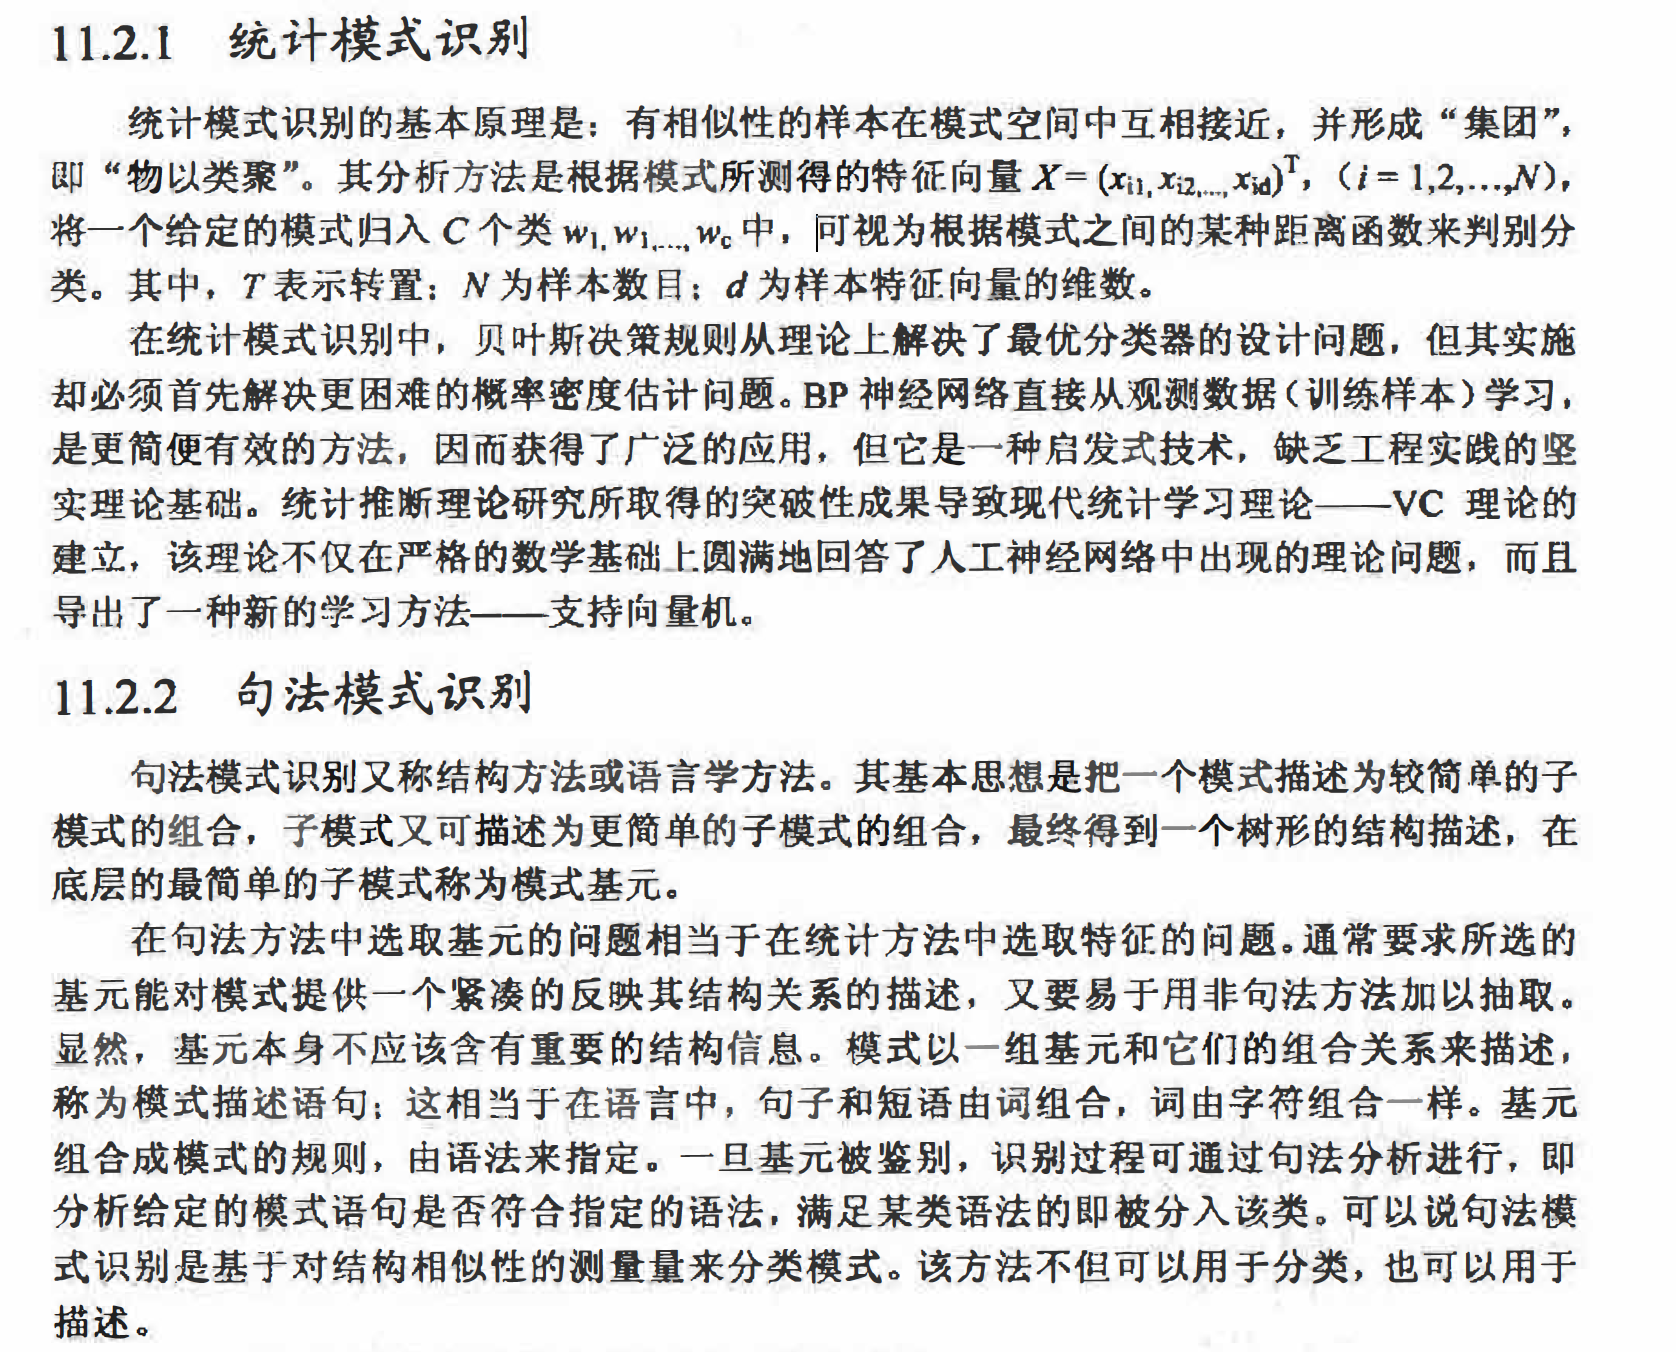 11.2.1 统计模式识别
统计模式识别的基本原理是：有相似性的样本在模式空间中互相接近，并形成“集团”，
即“物以类聚”。其分析方法是根据模式所测得的特征向量 X = (xi1, xi2,..., xid)T，（i = 1,2,...,N），
将一个给定的模式归入 C 个类 w1, w1,..., wc 中，可视为根据模式之间的某种距离函数来判别分
类。其中，T 表示转置；N 为样本数目；d 为样本特征向量的维数。
在统计模式识别中，贝叶斯决策规则从理论上解决了最优分类器的设计问题，但其实施
却必须首先解决更困难的概率密度估计问题。BP 神经网络直接从观测数据（训练样本）学习，
是更简便有效的方法，因而获得了广泛的应用，但它是一种启发式技术，缺乏工程实践的坚
实理论基础。统计推断理论研究所取得的突破性成果导致现代统计学习理论——VC 理论的
建立，该理论不仅在严格的数学基础上圆满地回答了人工神经网络中出现的理论问题，而且
导出了一种新的学习方法——支持向量机。
11.2.2 句法模式识别
句法模式识别又称结构方法或语言学方法。其基本思想是把一个模式描述为较简单的子
模式的组合，子模式又可描述为更简单的子模式的组合，最终得到一个树形的结构描述，在
底层的最简单的子模式称为模式基元。
在句法方法中选取基元的问题相当于在统计方法中选取特征的问题。通常要求所选的
基元能对模式提供一个紧凑的反映其结构关系的描述，又要易于用非句法方法加以抽取。
显然，基元本身不应该含有重要的结构信息。模式以一组基元和它们的组合关系来描述，
称为模式描述语句；这相当于在语言中，句子和短语由词组合，词由字符组合一样。基元
组合成模式的规则，由语法来指定。一旦基元被鉴别，识别过程可通过句法分析进行，即
分析给定的模式语句是否符合指定的语法，满足某类语法的即被分入该类。可以说句法模
式识别是基于对结构相似性的测量量来分类模式。该方法不但可以用于分类，也可以用于
描述。